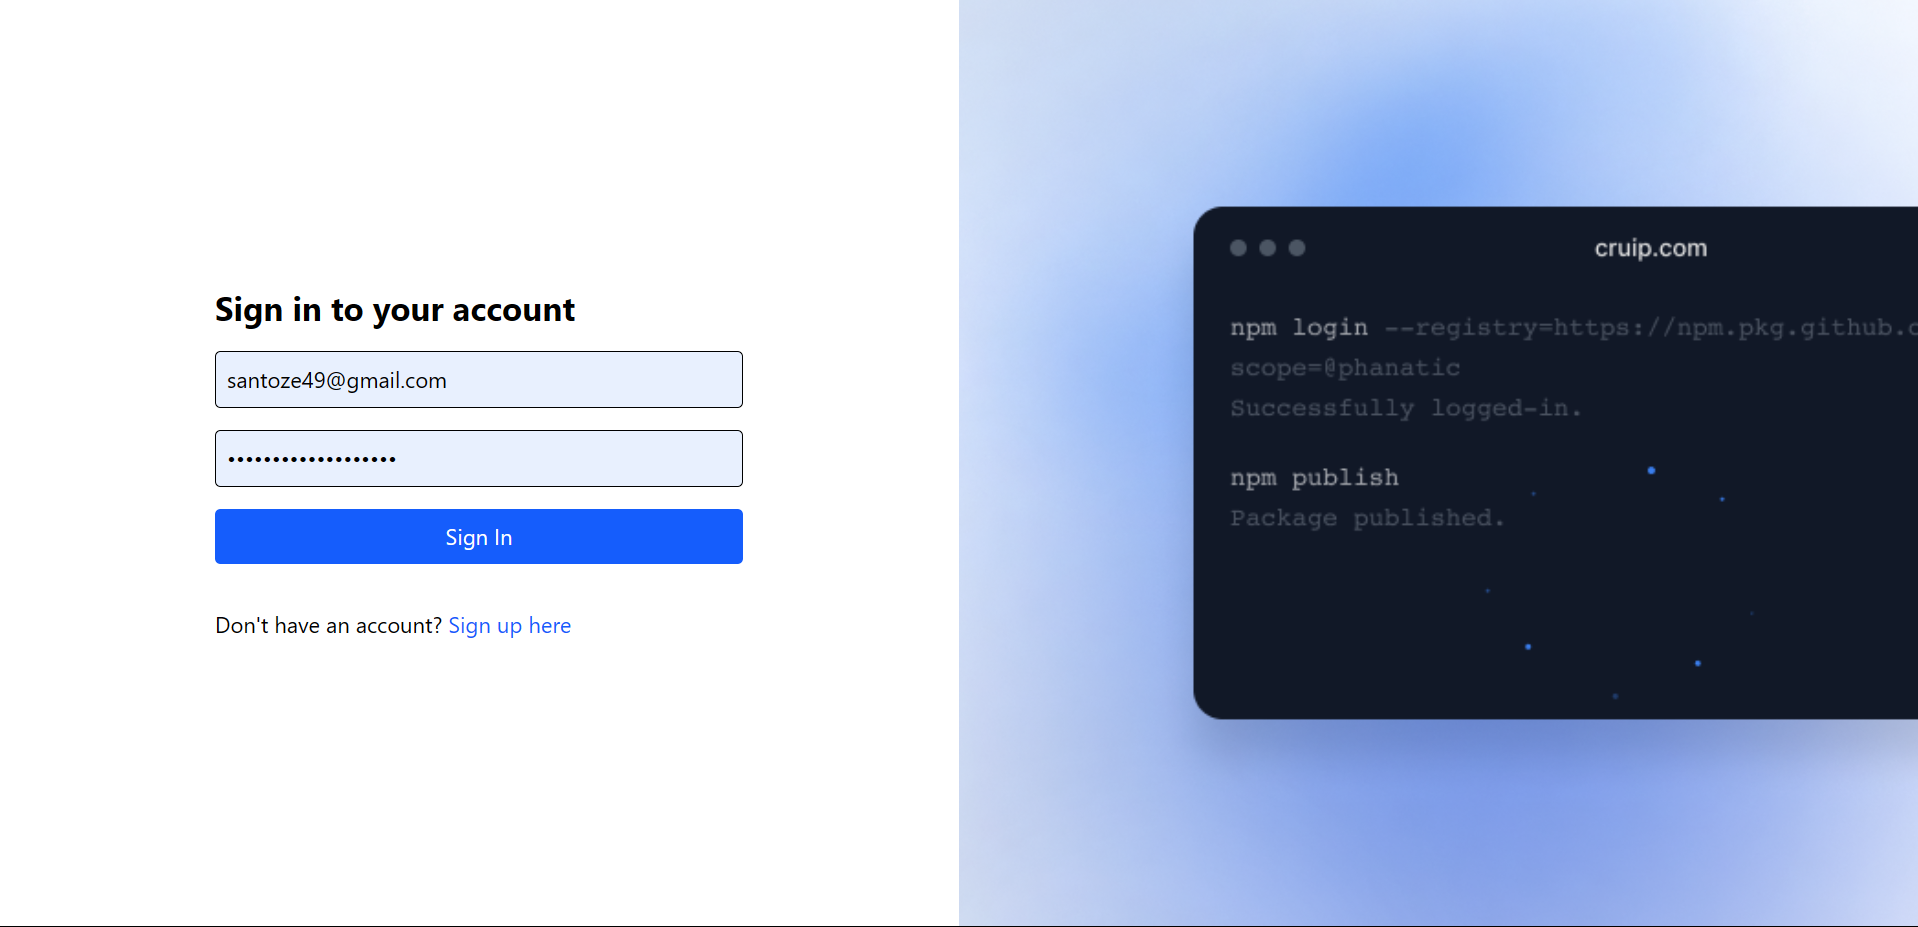 Sign in to your account
santoze49@gmail.com
•••••••••••••••••••
Sign In
Don't have an account? Sign up here
cruip.com
npm login --registry=https://npm.pkg.github.c
scope=@phanatic
Successfully logged-in.
npm publish
Package published.